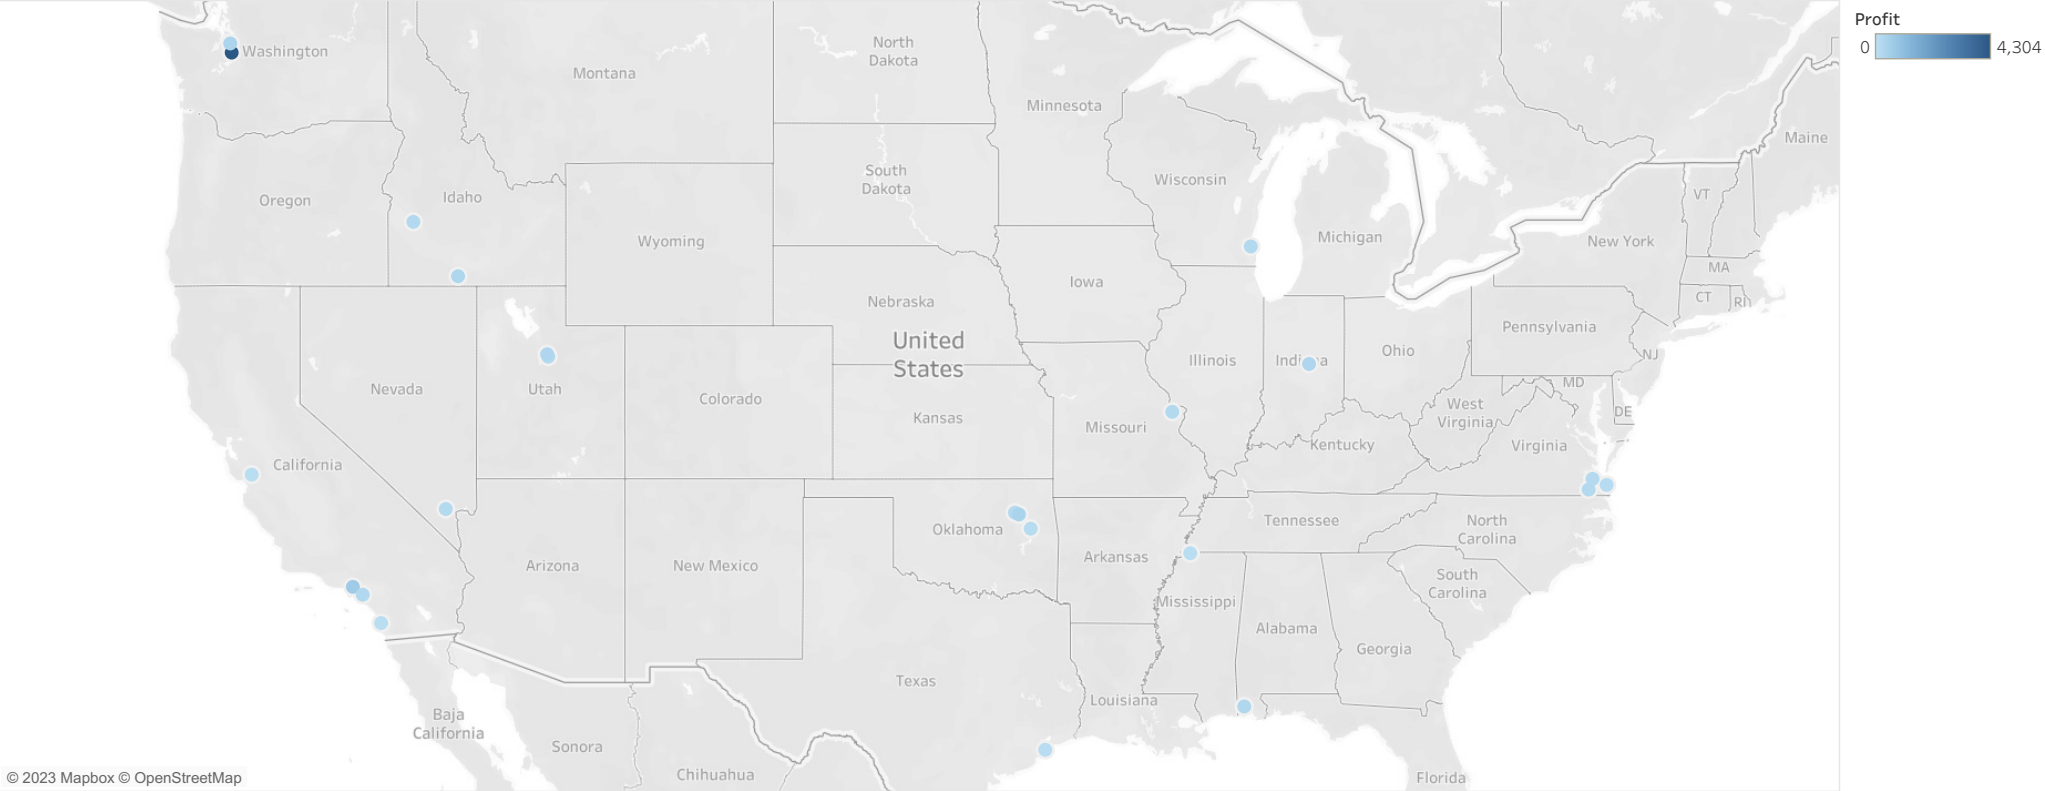 Profit
0
4,304
Washington
Montana
North
Dakota
Minnesota
Maine
Oregon
Idaho
South
Dakota
Wisconsin
VT
Wyoming
Michigan
New York
MA
Iowa
Nebraska
CT
RI
Pennsylvania
United
States
Nevada
Utah
Colorado
Kansas
Illinois
Ohio
NJ
MD
DE
California
Missouri
Kentucky
West
Virginia
Virginia
Arizona
New Mexico
Oklahoma
Arkansas
Tennessee
North
Carolina
South
Carolina
Mississippi
Alabama
Georgia
Texas
Louisiana
Baja
California
Sonora
Chihuahua
Florida
© 2023 Mapbox © OpenStreetMap